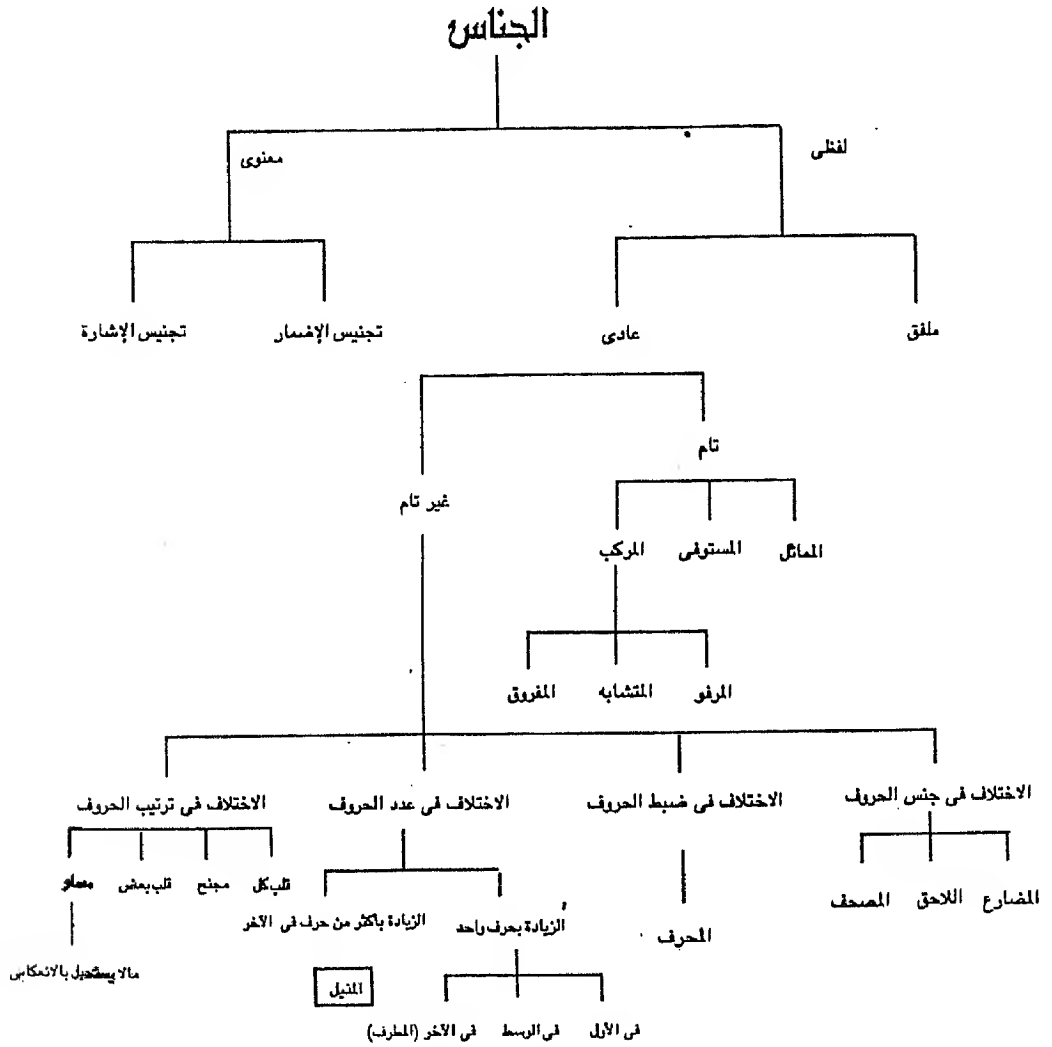 الجناس
لفظى
معنوى
ملفق
عادى
تجنيس الإضمار
تجنيس الإشارة
تام
غير تام
المماثل
المستوفى
المركب
المرفو
المتشابه
المفروق
الاختلاف فى جنس الحروف
الاختلاف فى ضبط الحروف
الاختلاف فى عدد الحروف
الاختلاف فى ترتيب الحروف
المضارع
اللاحق
المصحف
المحرف
الزيادة بحرف واحد
الزيادة باكثر من حرف فى الآخر
قلب كل
مجنح
قلب بعض
فى الأول
فى الوسط
فى الآخر (المطرف)
المذيل
مالا يستحيل بالانعكاس